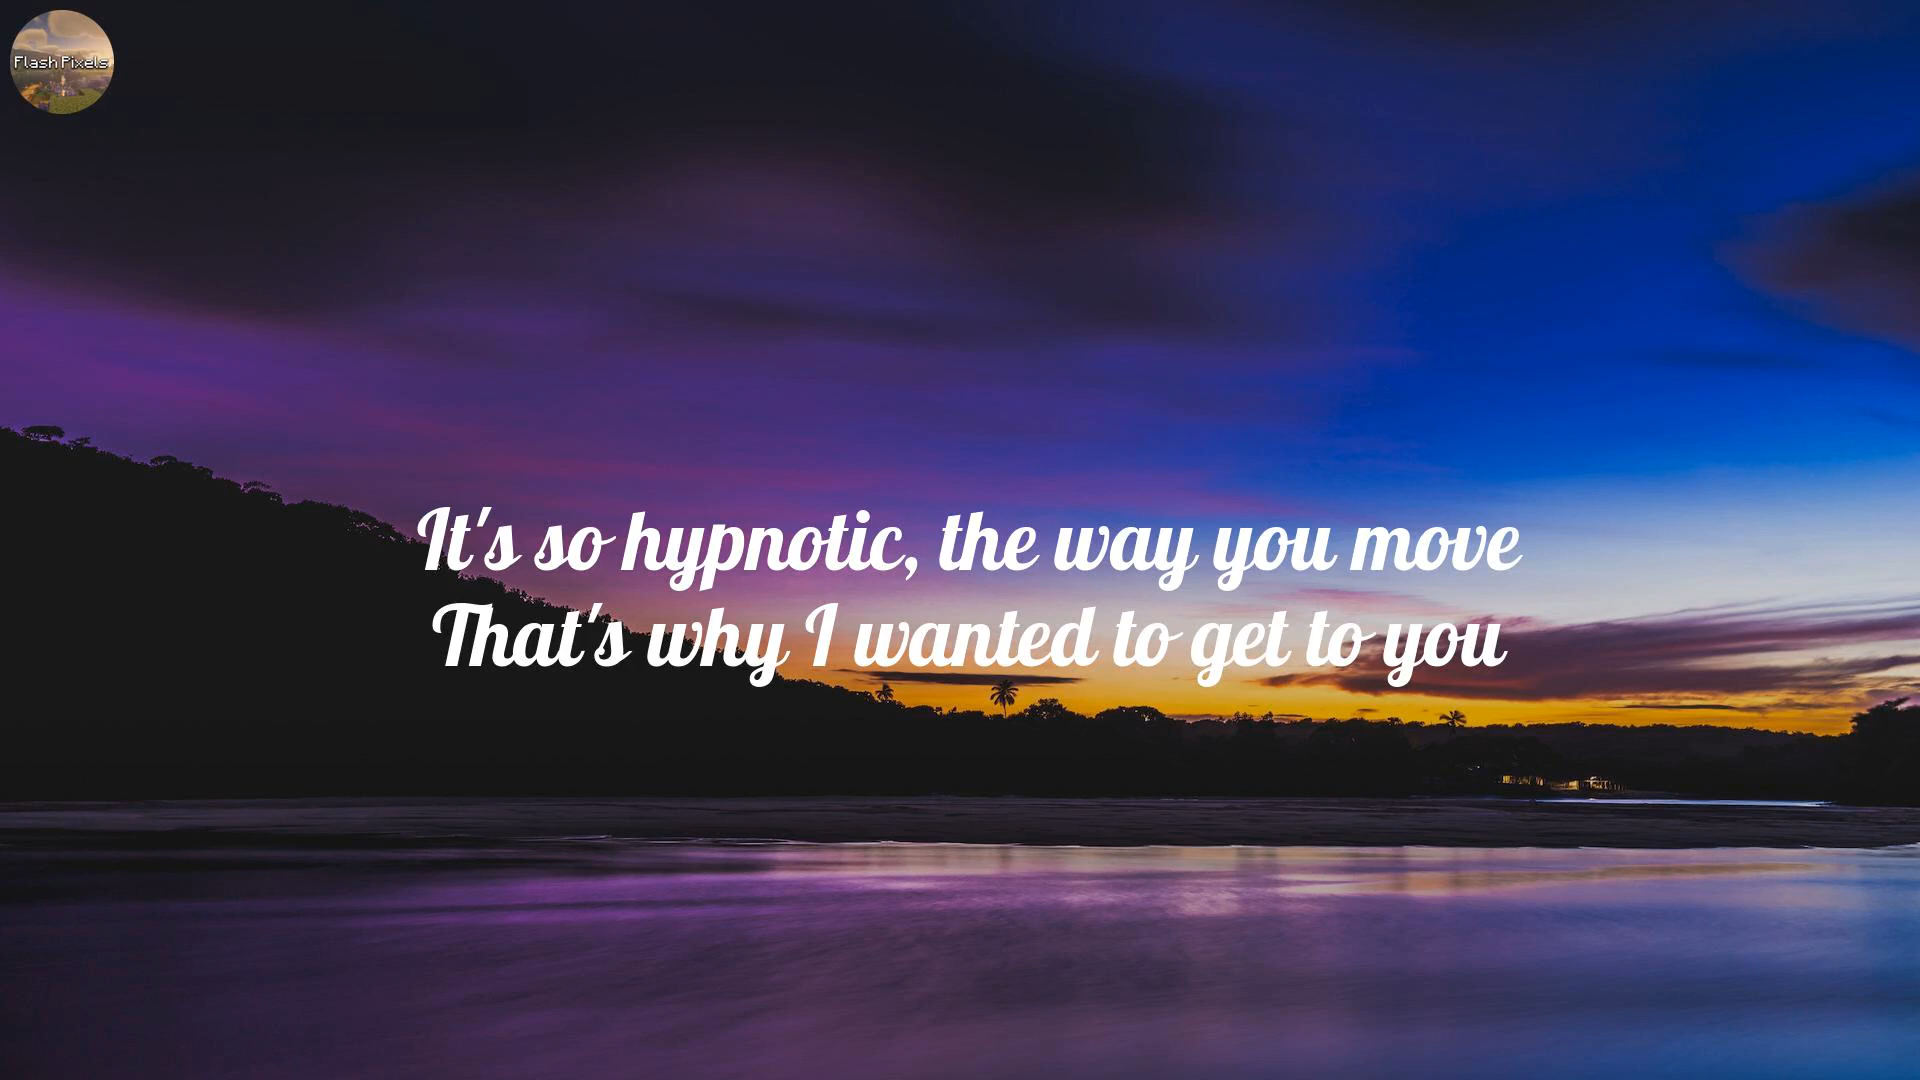 Flash Pixels
It's so hypnotic, the way you move
That's why I wanted to get to you